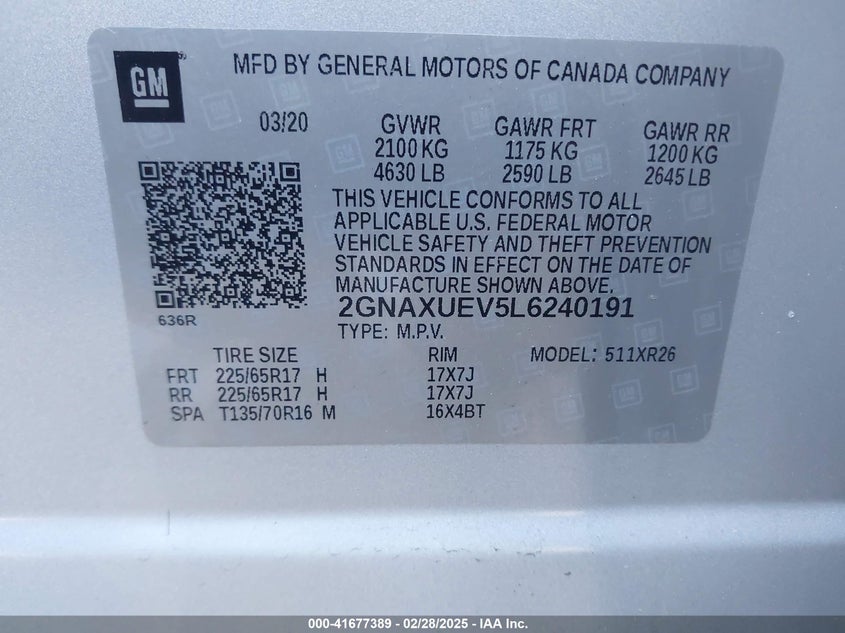 GM
MFD BY GENERAL MOTORS OF CANADA COMPANY
03/20 GVWR GAWR FRT GAWR RR
2100 KG 1175 KG 1200 KG
4630 LB 2590 LB 2645 LB
THIS VEHICLE CONFORMS TO ALL
APPLICABLE U.S. FEDERAL MOTOR
VEHICLE SAFETY AND THEFT PREVENTION
STANDARDS IN EFFECT ON THE DATE OF
MANUFACTURE SHOWN ABOVE.
2GNAXUEV5L6240191
636R
TYPE: M.P.V.
TIRE SIZE RIM MODEL: 511XR26
FRT 225/65R17 H 17X7J
RR 225/65R17 H 17X7J
SPA T135/70R16 M 16X4BT
000-41677389 - 02/28/2025 - IAA Inc.